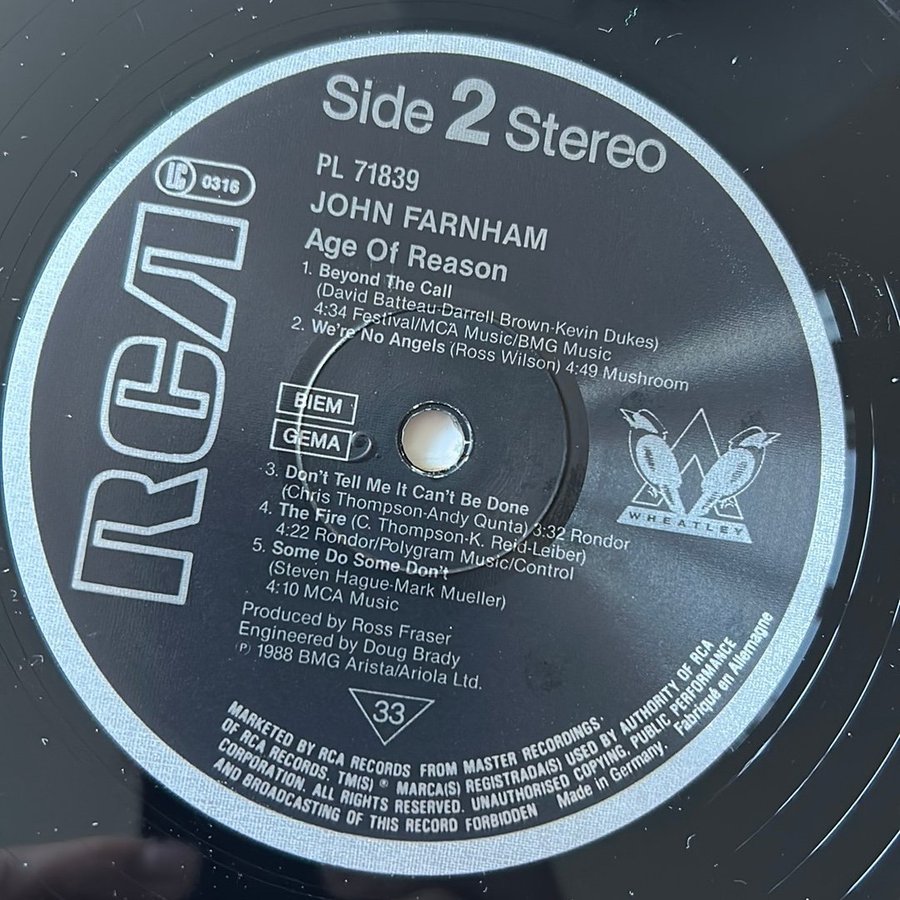 Side 2 Stereo
PL 71839
LC 0316
JOHN FARNHAM
Age Of Reason
1. Beyond The Call
(David Batteau-Darrell Brown-Kevin Dukes)
4:34 Festival/MCA Music/BMG Music
2. We're No Angels (Ross Wilson) 4:49 Mushroom
RCA
BIEM
GEMA
WHEATLEY
3. Don't Tell Me It Can't Be Done
(Chris Thompson-Andy Qunta) 3:32 Rondor
4. The Fire (C. Thompson-K. Reid-Leiber)
4:22 Rondor/Polygram Music/Control
5. Some Do Some Don't
(Steven Hague-Mark Mueller)
4:10 MCA Music
Produced by Ross Fraser
Engineered by Doug Brady
℗ 1988 BMG Arista/Ariola Ltd.
33
MARKETED BY RCA RECORDS FROM MASTER RECORDINGS.
OF RCA RECORDS. TM(S) ® MARCA(S) REGISTRADA(S) USED BY AUTHORITY OF RCA
CORPORATION. ALL RIGHTS RESERVED. UNAUTHORISED COPYING, PUBLIC PERFORMANCE
AND BROADCASTING OF THIS RECORD FORBIDDEN Made in Germany. Fabriqué en Alemagne